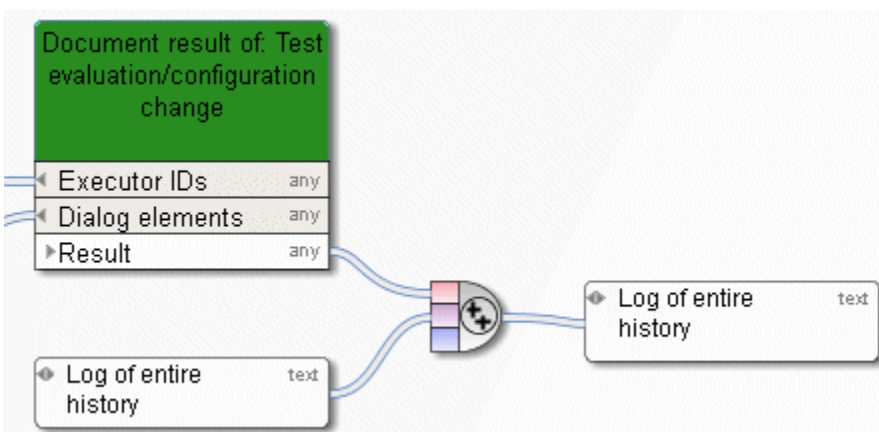 Document result of: Test
evaluation/configuration
change
Executor IDs any
Dialog elements any
Result any
Log of entire text
history
Log of entire text
history